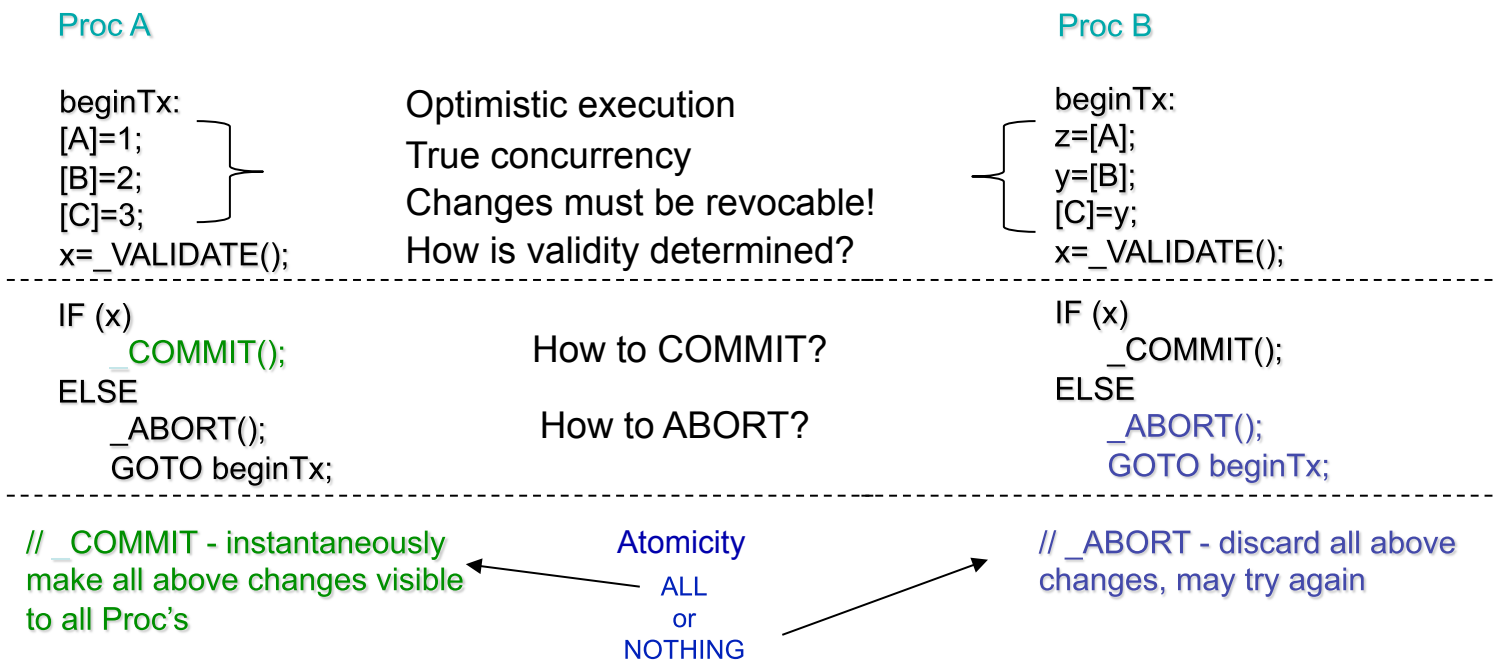 Proc A
beginTx:
[A]=1;
[B]=2;
[C]=3;
x=_VALIDATE();
Optimistic execution
True concurrency
Changes must be revocable!
How is validity determined?
Proc B
beginTx:
z=[A];
y=[B];
[C]=y;
x=_VALIDATE();
IF (x)
_COMMIT();
ELSE
_ABORT();
GOTO beginTx;
How to COMMIT?
How to ABORT?
IF (x)
_COMMIT();
ELSE
_ABORT();
GOTO beginTx;
// _COMMIT - instantaneously
make all above changes visible
to all Proc’s
Atomicity
ALL
or
NOTHING
// _ABORT - discard all above
changes, may try again